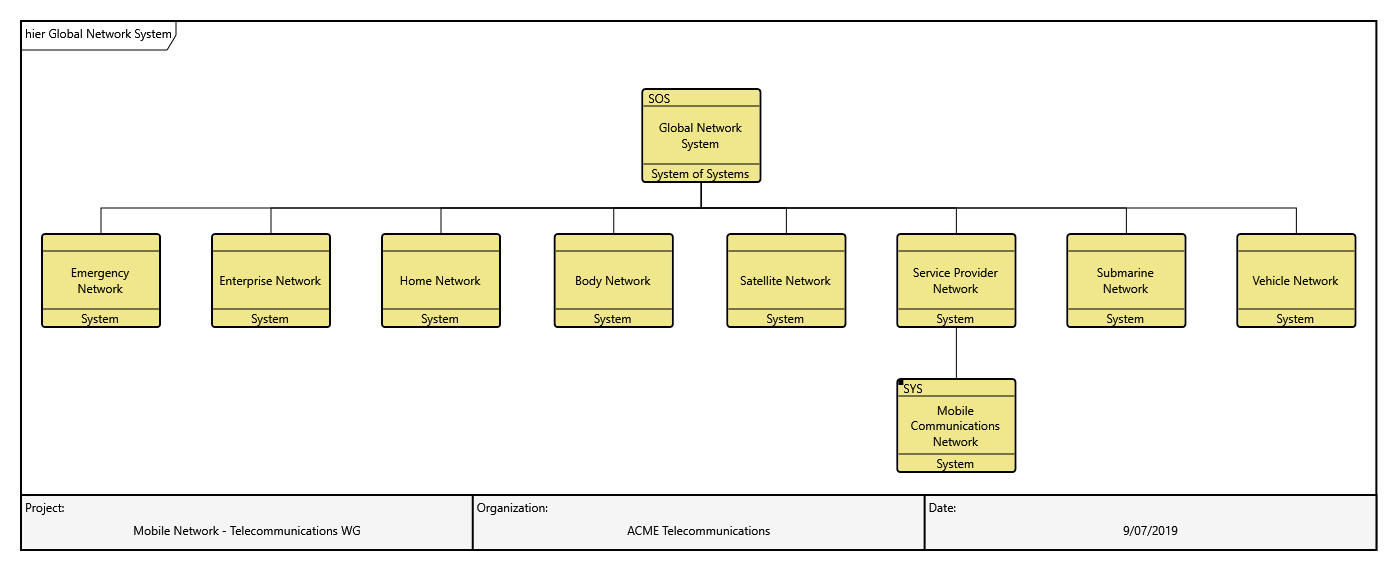 hier Global Network System
SOS
Global Network
System
System of Systems
Emergency
Network
System
Enterprise Network
System
Home Network
System
Body Network
System
Satellite Network
System
Service Provider
Network
System
Submarine
Network
System
Vehicle Network
System
SYS
Mobile
Communications
Network
System
Project:
Mobile Network - Telecommunications WG
Organization:
ACME Telecommunications
Date:
9/07/2019